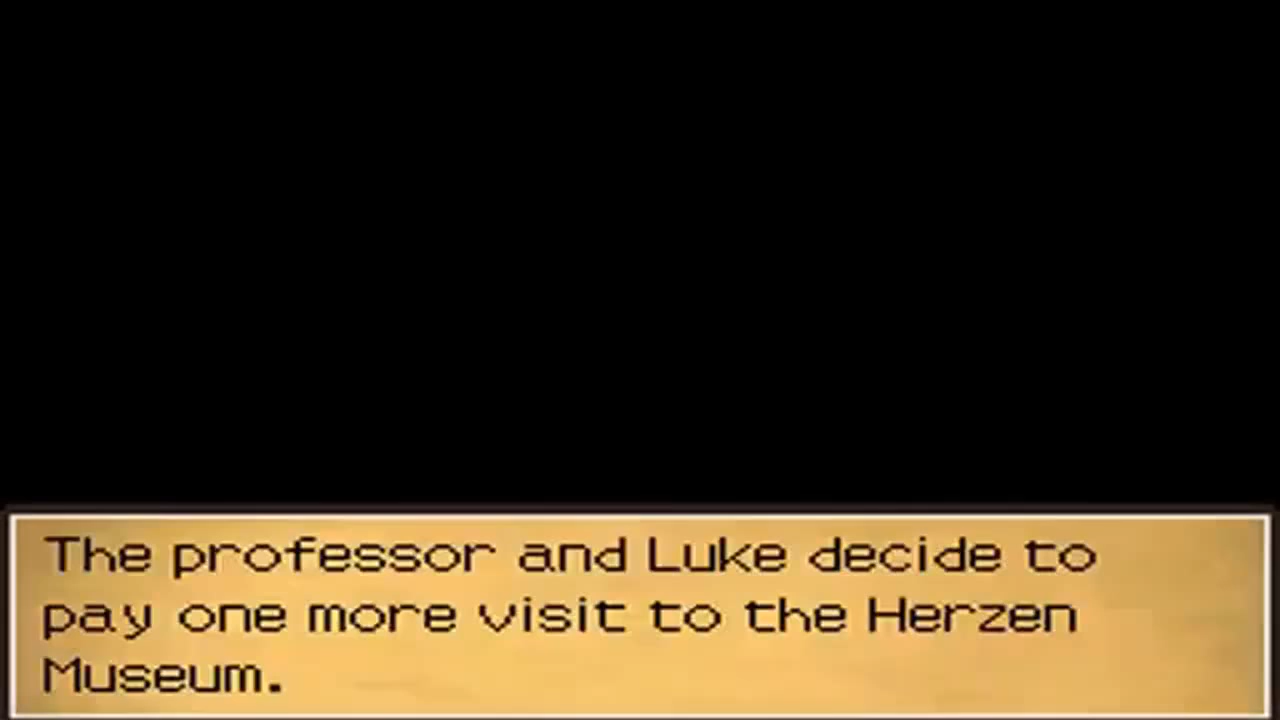 The professor and Luke decide to
pay one more visit to the Herzen
Museum.